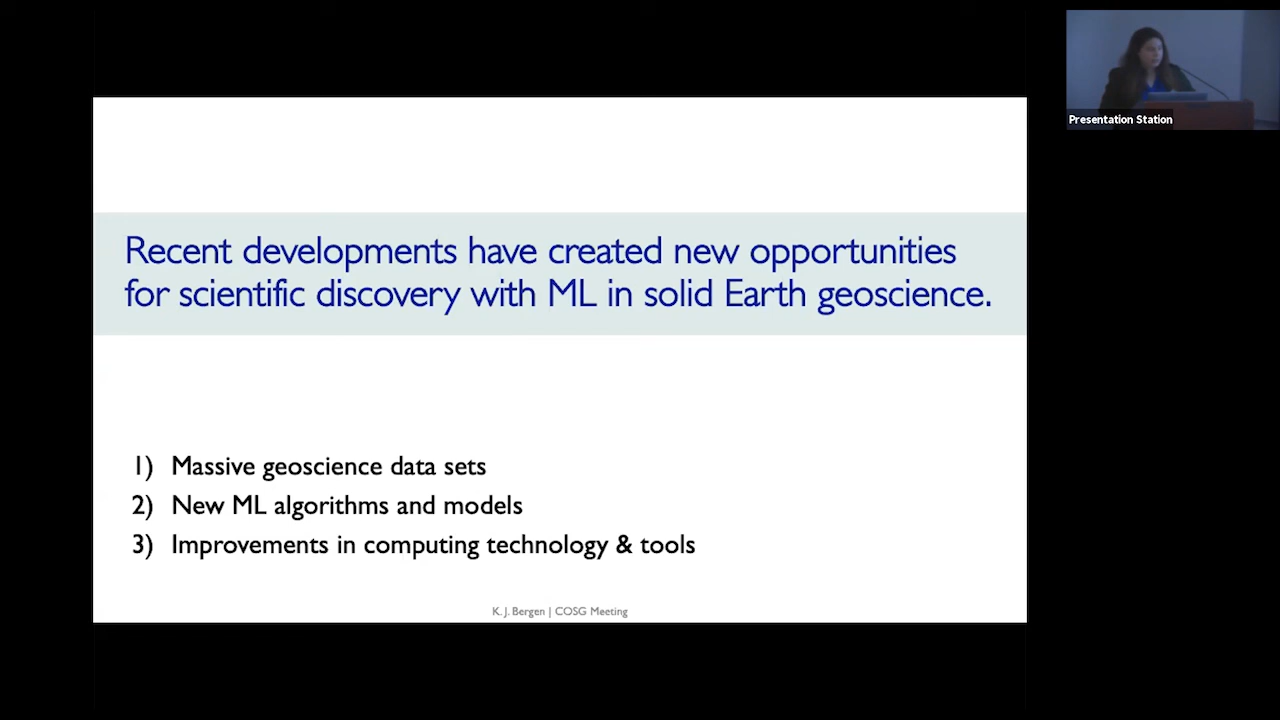 Presentation Station
Recent developments have created new opportunities
for scientific discovery with ML in solid Earth geoscience.
1) Massive geoscience data sets
2) New ML algorithms and models
3) Improvements in computing technology & tools
K. J. Bergen | COSG Meeting